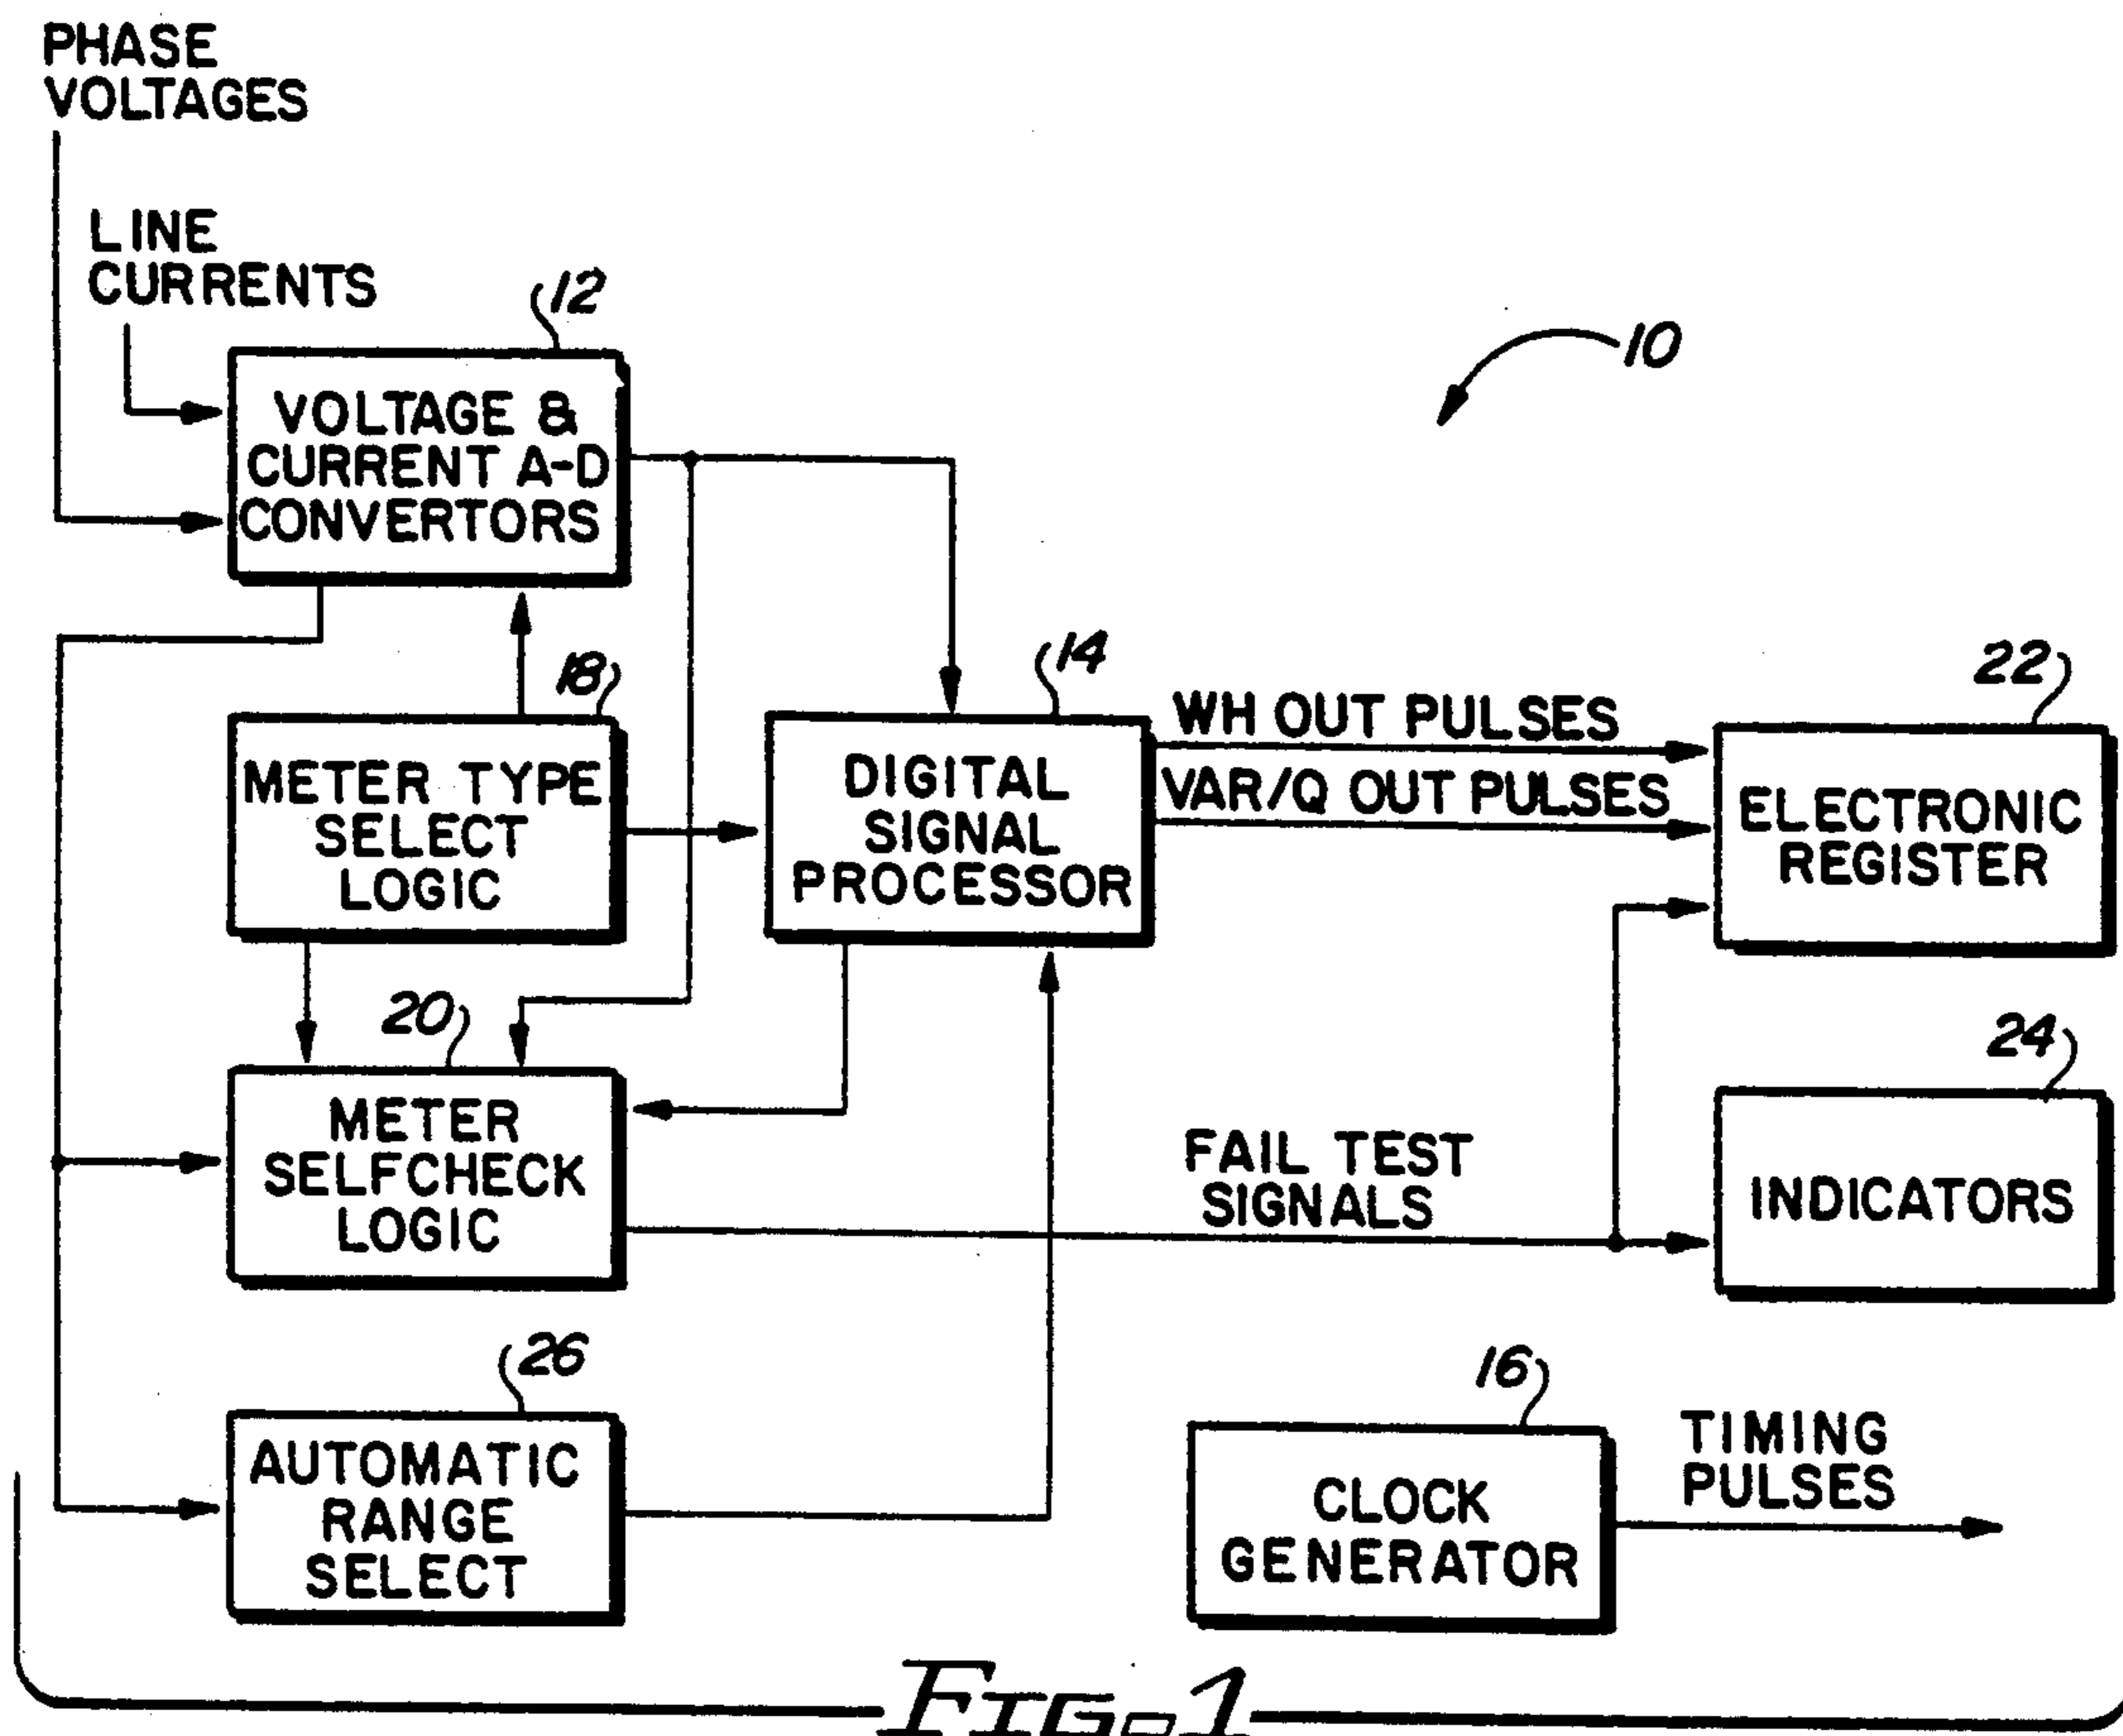 PHASE
VOLTAGES
LINE
CURRENTS
12
VOLTAGE &
CURRENT A-D
CONVERTORS
10
18
METER TYPE
SELECT
LOGIC
14
DIGITAL
SIGNAL
PROCESSOR
WH OUT PULSES
VAR/Q OUT PULSES
22
ELECTRONIC
REGISTER
20
METER
SELFCHECK
LOGIC
FAIL TEST
SIGNALS
24
INDICATORS
26
AUTOMATIC
RANGE
SELECT
16
CLOCK
GENERATOR
TIMING
PULSES
FIG. 1